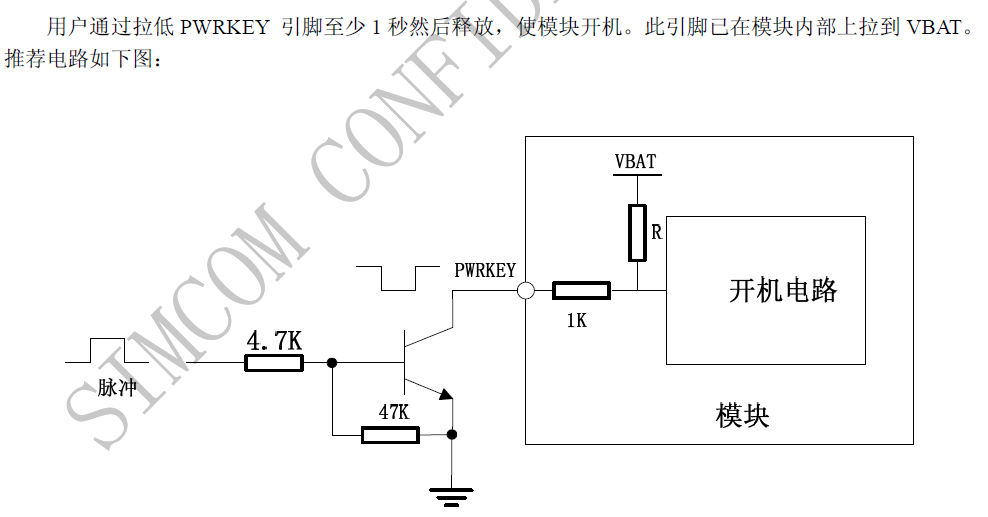 用户通过拉低 PWRKEY 引脚至少 1 秒然后释放，使模块开机。此引脚已在模块内部上拉到 VBAT。
推荐电路如下图：
SIMCOM CONFID
VBAT
R
PWRKEY
开机电路
1K
4.7K
脉冲
47K
模块